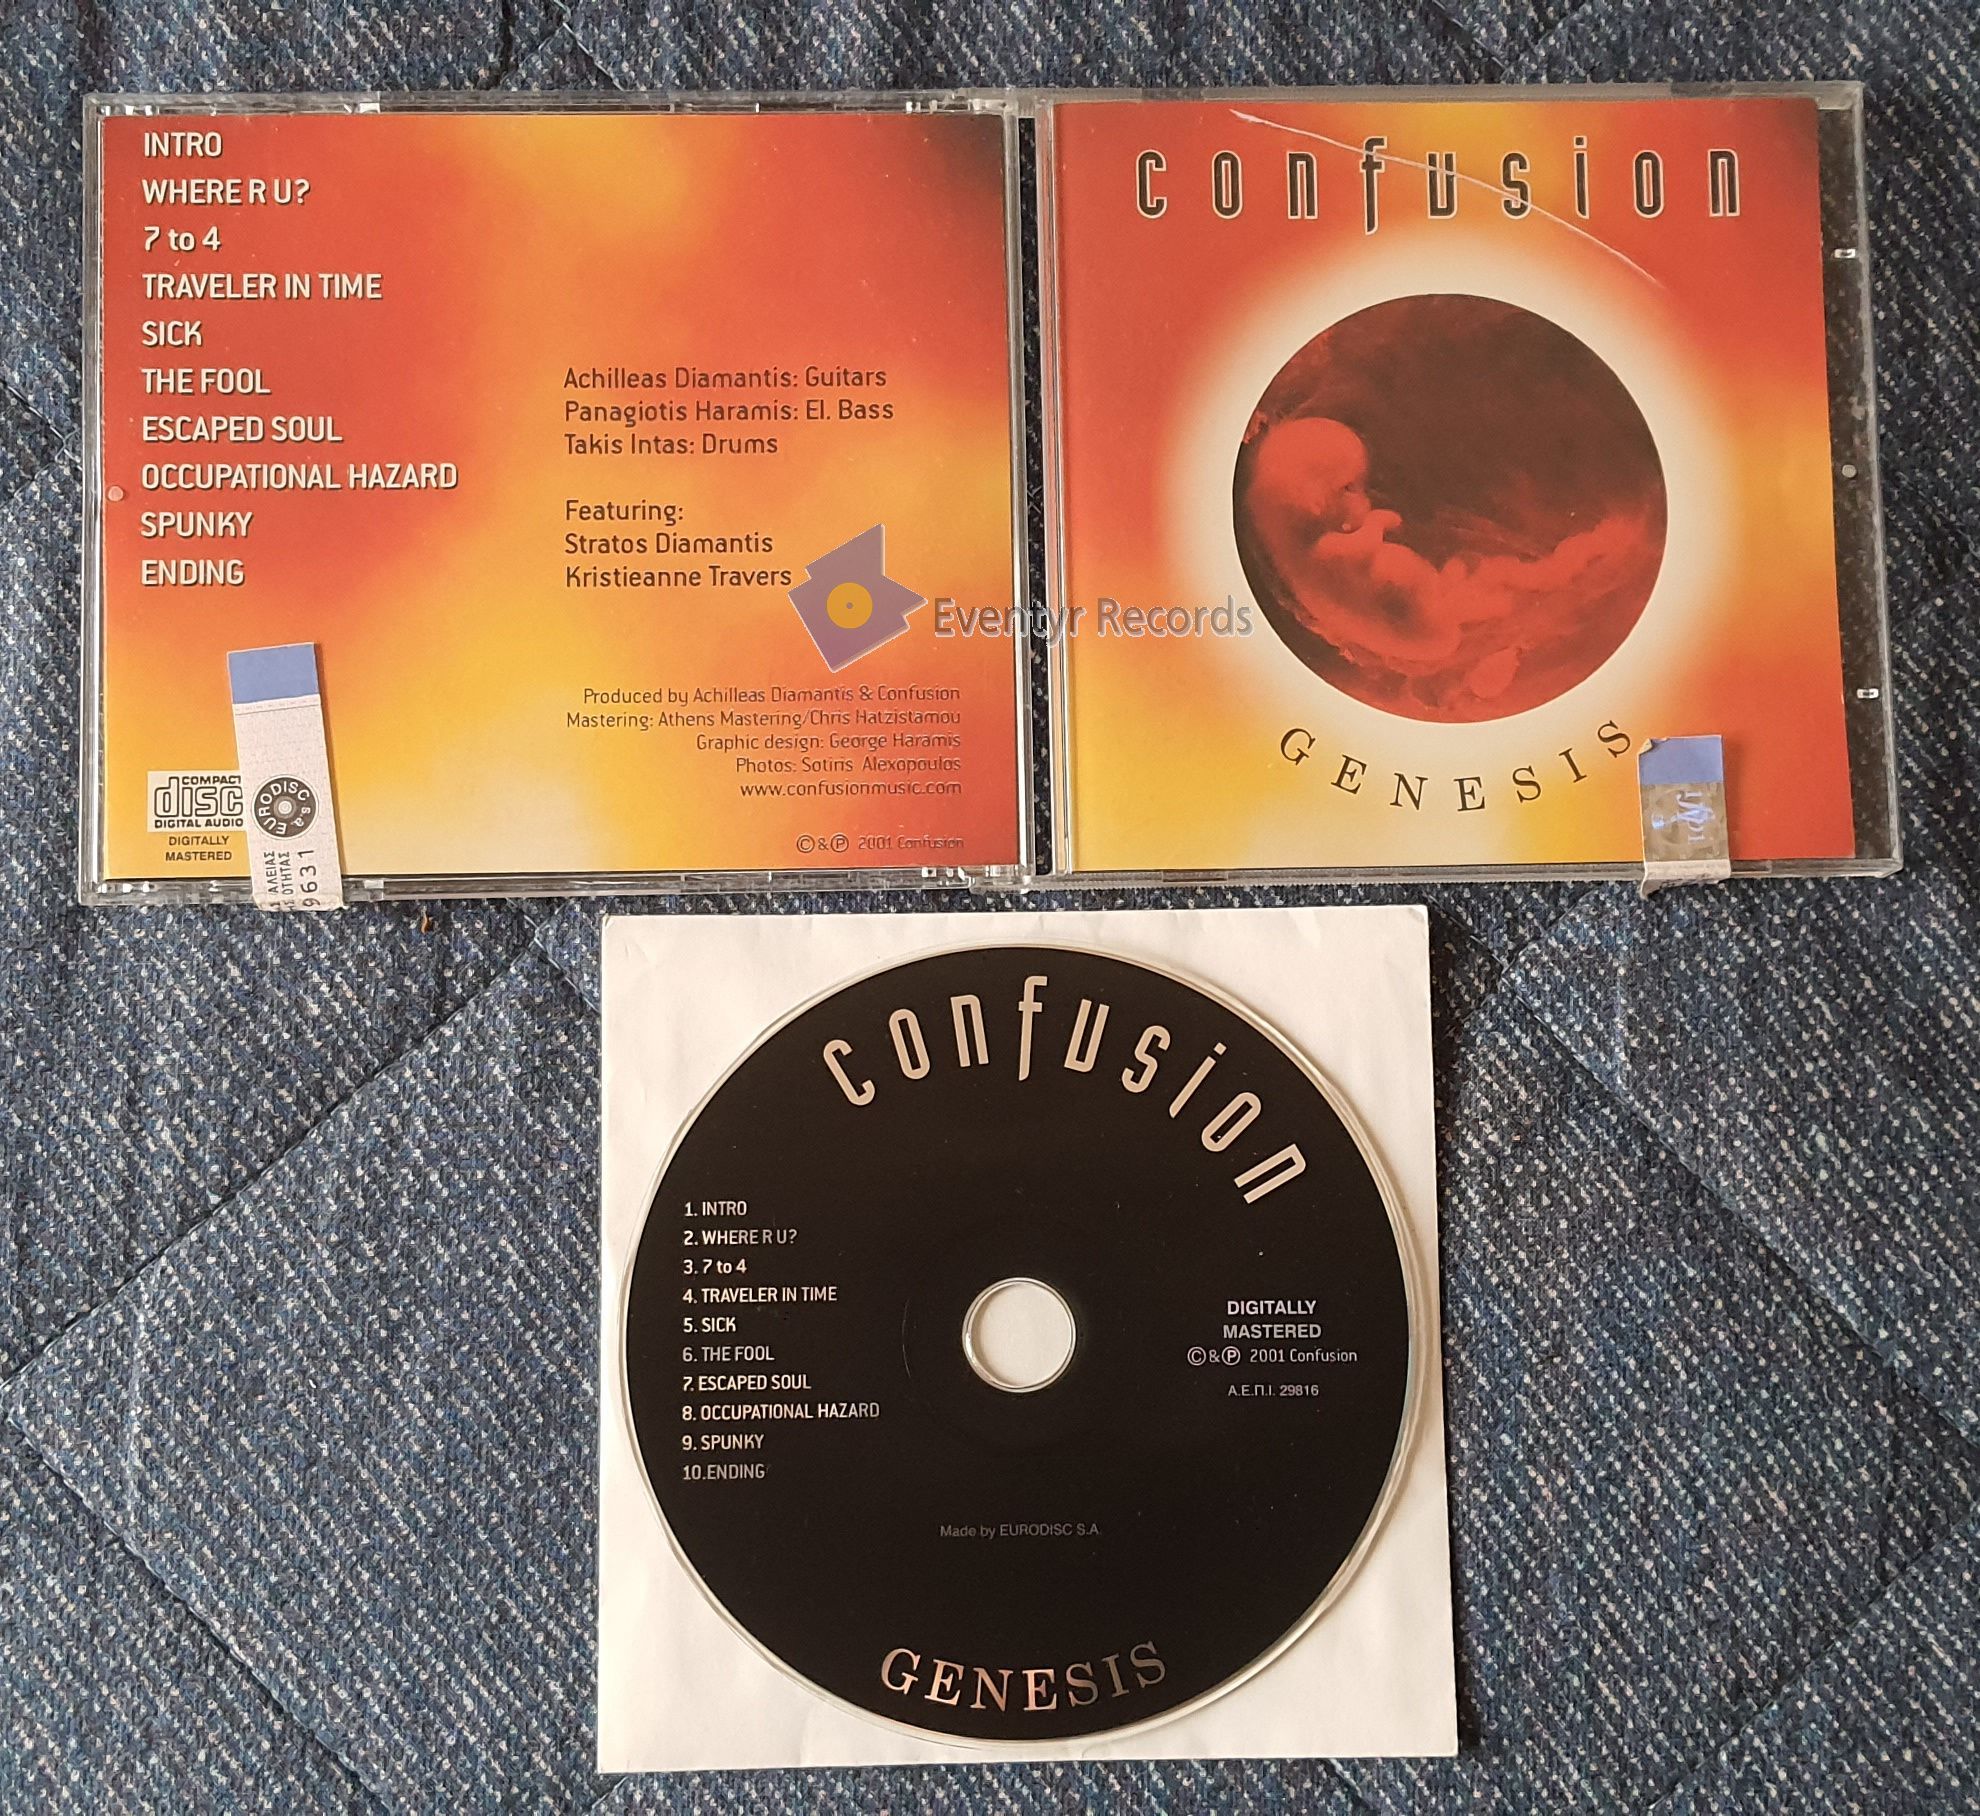 INTRO
WHERE R U?
7 to 4
TRAVELER IN TIME
SICK
THE FOOL
ESCAPED SOUL
OCCUPATIONAL HAZARD
SPUNKY
ENDING
Achilleas Diamantis: Guitars
Panagiotis Haramis: El. Bass
Takis Intas: Drums
Featuring:
Stratos Diamantis
Kristieanne Travers
Produced by Achilleas Diamantis & Confusion
Mastering: Athens Mastering/Chris Hatzistamou
Graphic design: George Haramis
Photos: Sotiris Alexopoulos
www.confusionmusic.com
©&℗ 2001 Confusion
COMPACT
disc
DIGITAL AUDIO
DIGITALLY
MASTERED
EURODISC s.a.
9631
confusion
GENESIS
Eventyr Records
confusion
1. INTRO
2. WHERE R U?
3. 7 to 4
4. TRAVELER IN TIME
5. SICK
6. THE FOOL
7. ESCAPED SOUL
8. OCCUPATIONAL HAZARD
9. SPUNKY
10.ENDING
DIGITALLY
MASTERED
©&℗ 2001 Confusion
Α.Ε.Π.Ι. 29816
Made by EURODISC S.A.
GENESIS